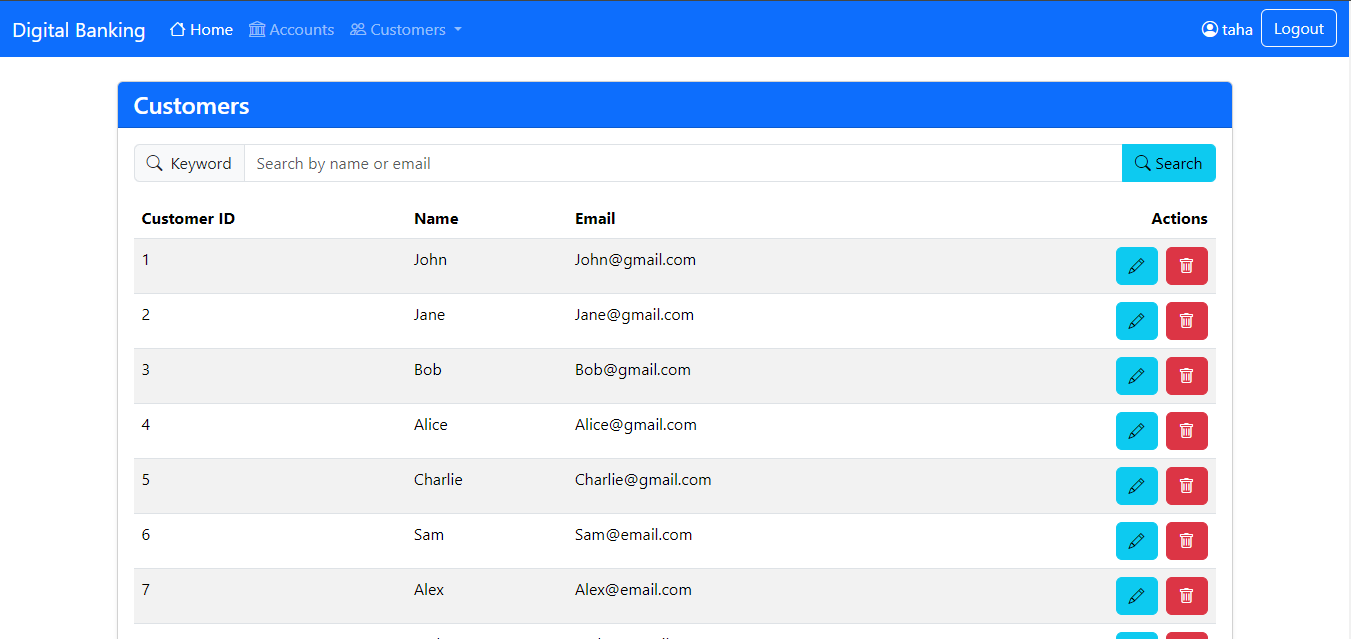 Digital Banking Home Accounts Customers taha Logout
Customers
Keyword Search by name or email Search
Customer ID Name Email Actions
1 John John@gmail.com
2 Jane Jane@gmail.com
3 Bob Bob@gmail.com
4 Alice Alice@gmail.com
5 Charlie Charlie@gmail.com
6 Sam Sam@email.com
7 Alex Alex@email.com